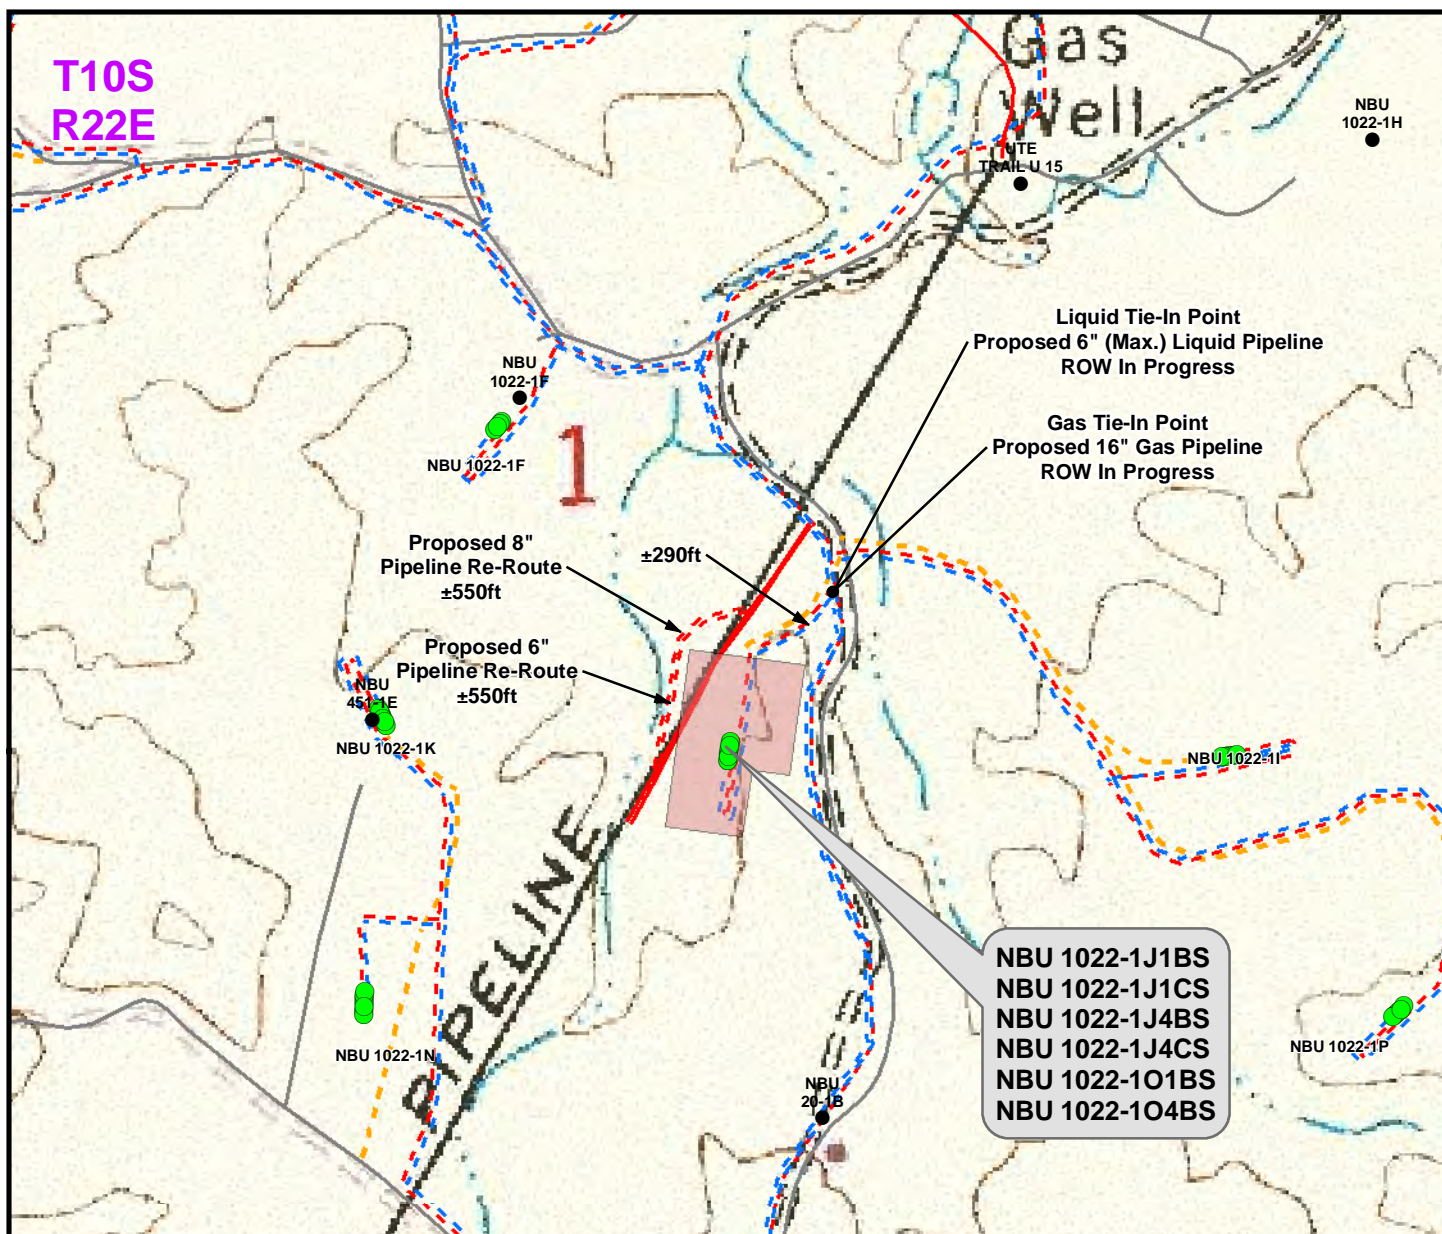 T10S
R22E
Gas
Well
NBU
1022-1H
UTE
TRAIL U 15
Liquid Tie-In Point
Proposed 6" (Max.) Liquid Pipeline
ROW In Progress
NBU
1022-1F
Gas Tie-In Point
Proposed 16" Gas Pipeline
ROW In Progress
NBU 1022-1F
1
Proposed 8"
Pipeline Re-Route
±550ft
±290ft
Proposed 6"
Pipeline Re-Route
±550ft
NBU
451-1E
NBU 1022-1K
NBU 1022-1I
PIPELINE
NBU 1022-1J1BS
NBU 1022-1J1CS
NBU 1022-1J4BS
NBU 1022-1J4CS
NBU 1022-1O1BS
NBU 1022-1O4BS
NBU 1022-1N
NBU 1022-1P
NBU
20-1B